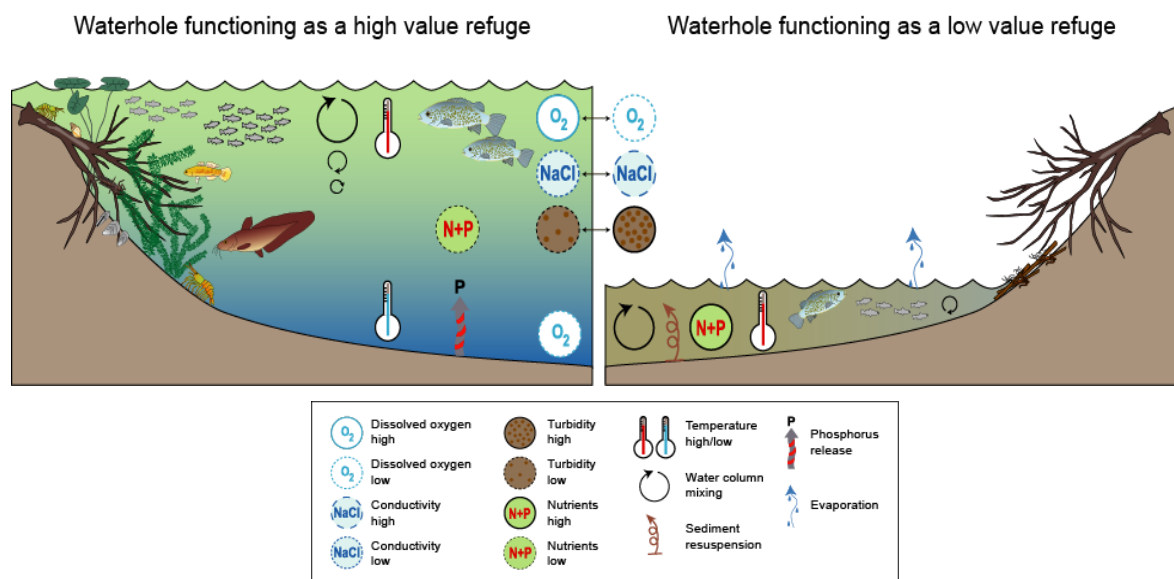 Waterhole functioning as a high value refuge
Waterhole functioning as a low value refuge
O₂
O₂
NaCl
NaCl
N+P
P
O₂
N+P
O₂
Dissolved oxygen
high
O₂
Dissolved oxygen
low
NaCl
Conductivity
high
NaCl
Conductivity
low
Turbidity
high
Turbidity
low
N+P
Nutrients
high
N+P
Nutrients
low
Temperature
high/low
Water column
mixing
Sediment
resuspension
P
Phosphorus
release
Evaporation